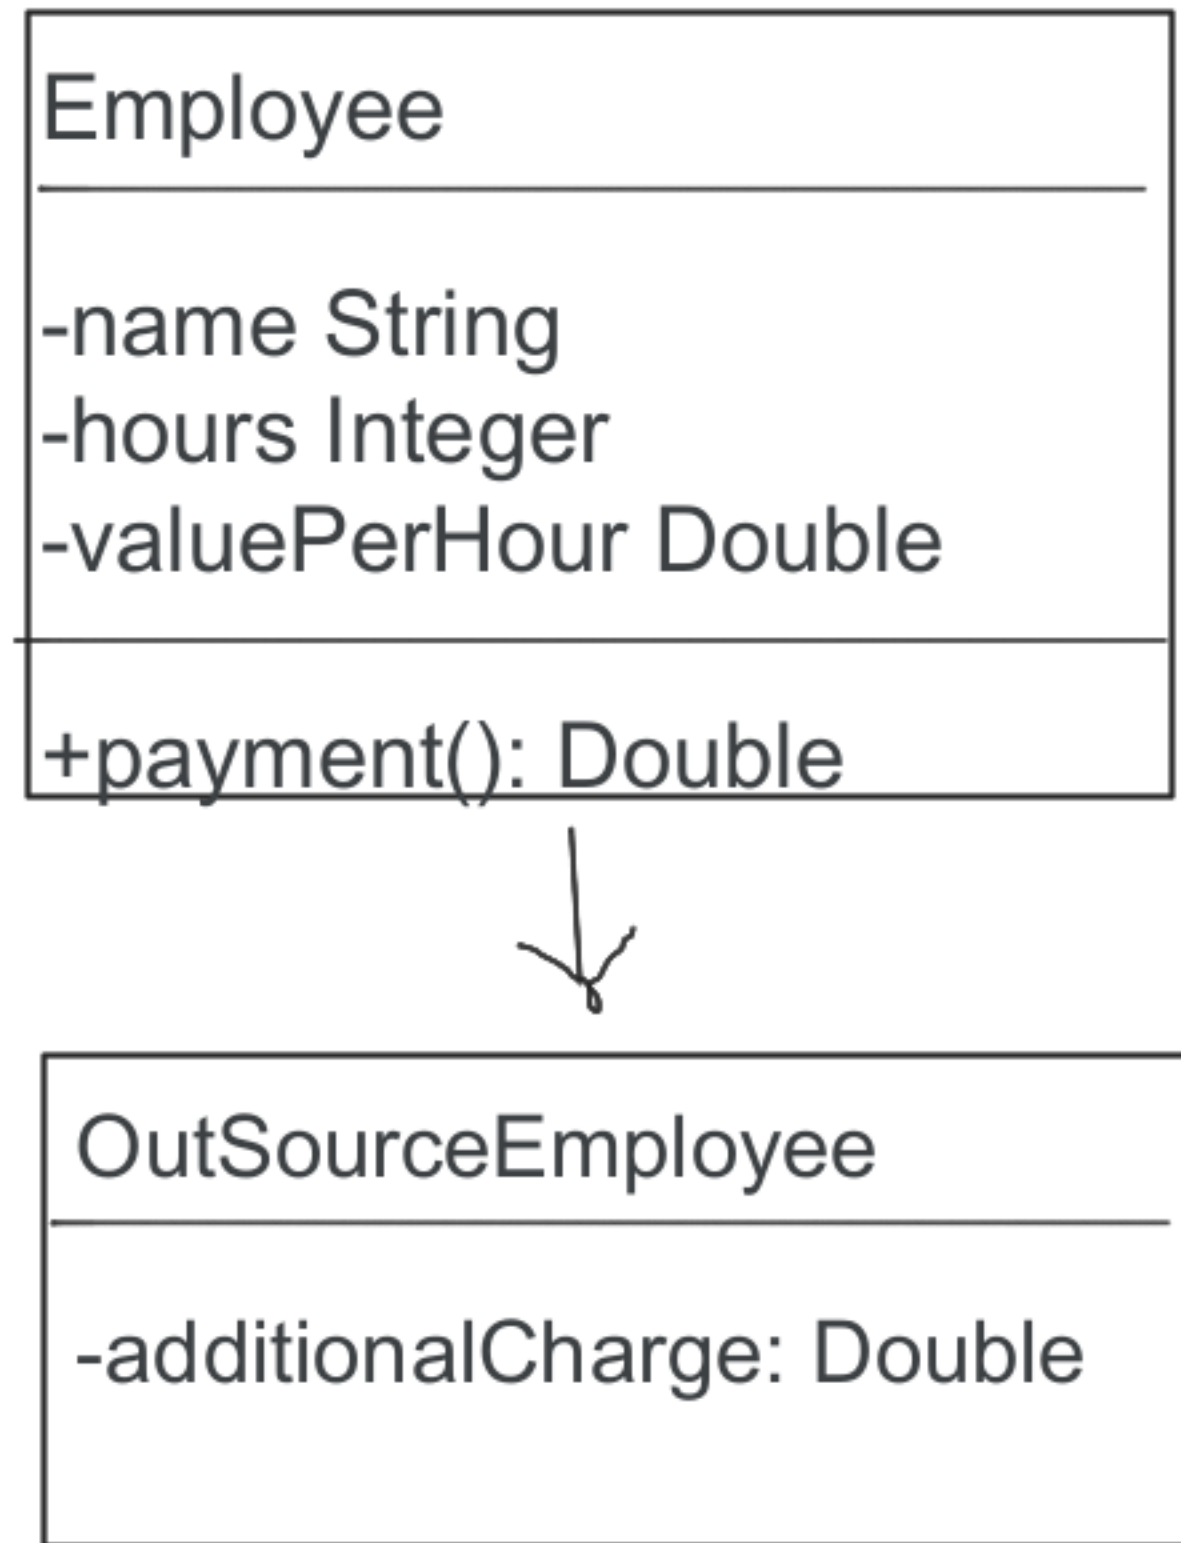 Employee
-name String
-hours Integer
-valuePerHour Double
+payment(): Double
OutSourceEmployee
-additionalCharge: Double